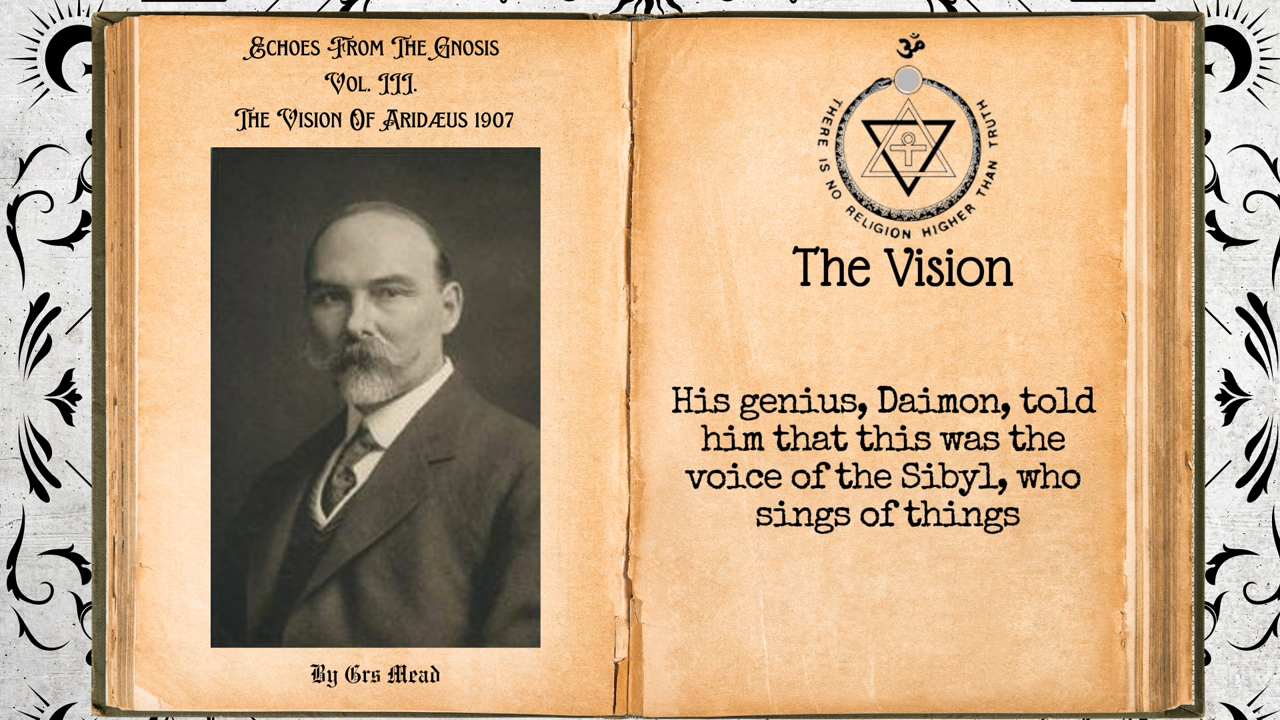 Echoes From The Gnosis
Vol. III.
The Vision Of Aridæus 1907
By Grs Mead
ॐ
THERE IS NO RELIGION HIGHER THAN TRUTH
The Vision
His genius, Daimon, told
him that this was the
voice of the Sibyl, who
sings of things